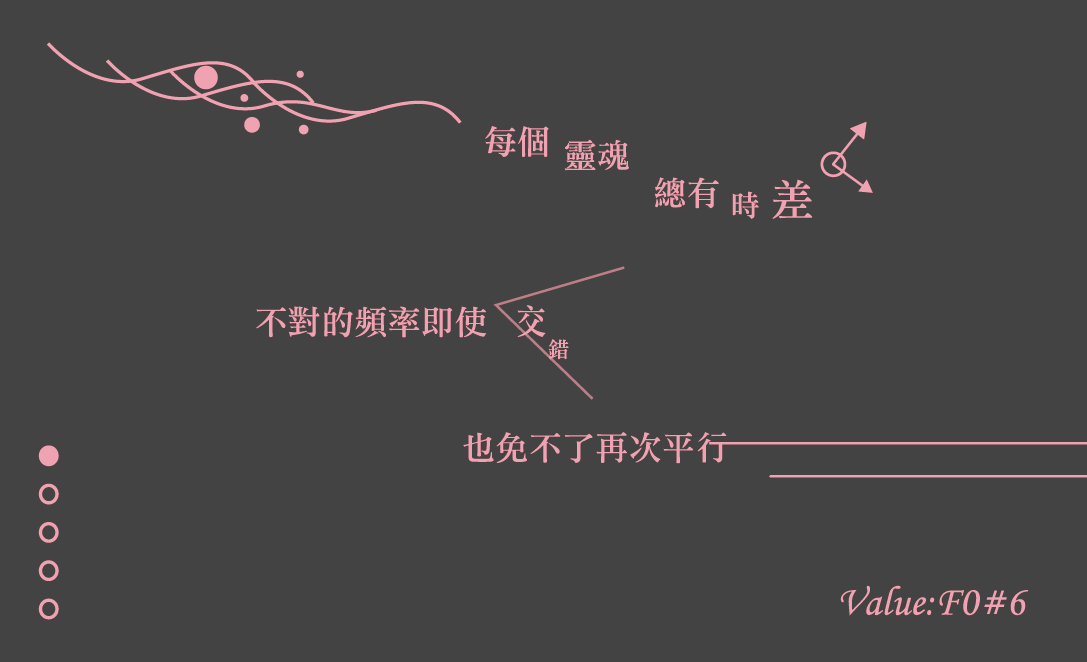 每個 靈魂
總有 時 差
不對的頻率即使 交
錯
也免不了再次平行
Value:F0#6